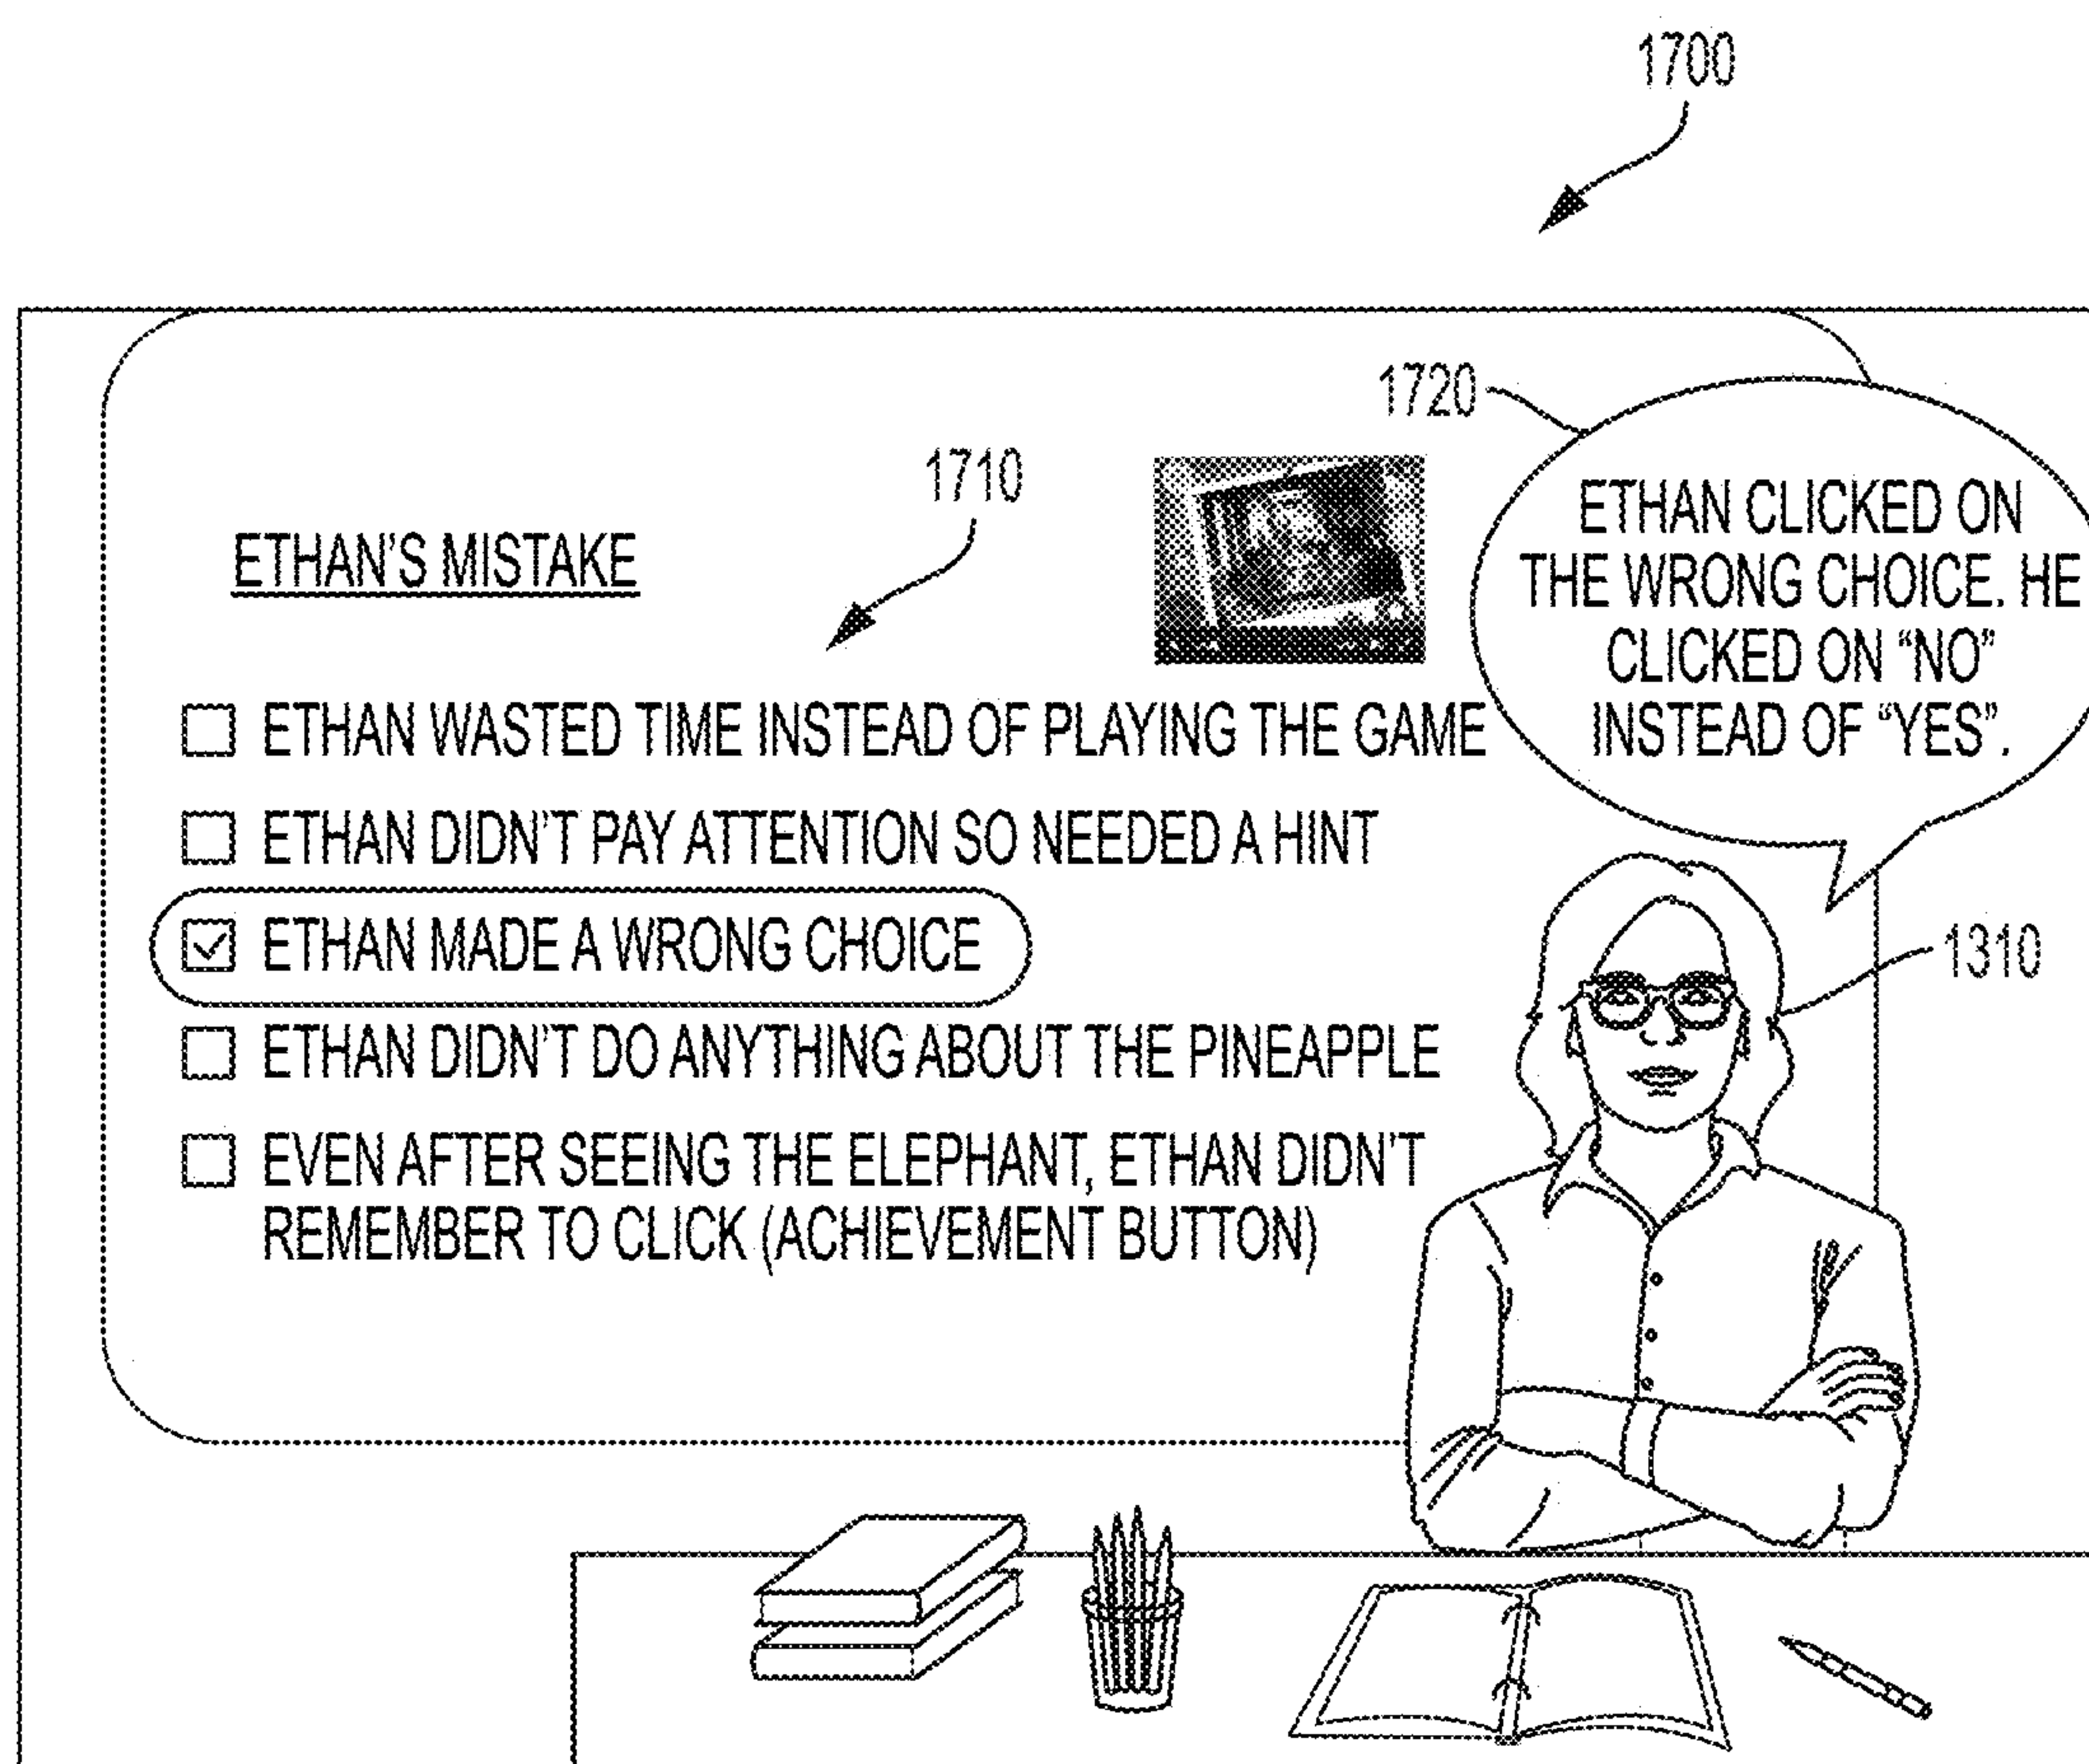 1700
1720
1710
ETHAN CLICKED ON
THE WRONG CHOICE. HE
CLICKED ON “NO”
INSTEAD OF “YES”.
ETHAN'S MISTAKE
ETHAN WASTED TIME INSTEAD OF PLAYING THE GAME
ETHAN DIDN'T PAY ATTENTION SO NEEDED A HINT
ETHAN MADE A WRONG CHOICE
1310
ETHAN DIDN'T DO ANYTHING ABOUT THE PINEAPPLE
EVEN AFTER SEEING THE ELEPHANT, ETHAN DIDN'T
REMEMBER TO CLICK (ACHIEVEMENT BUTTON)